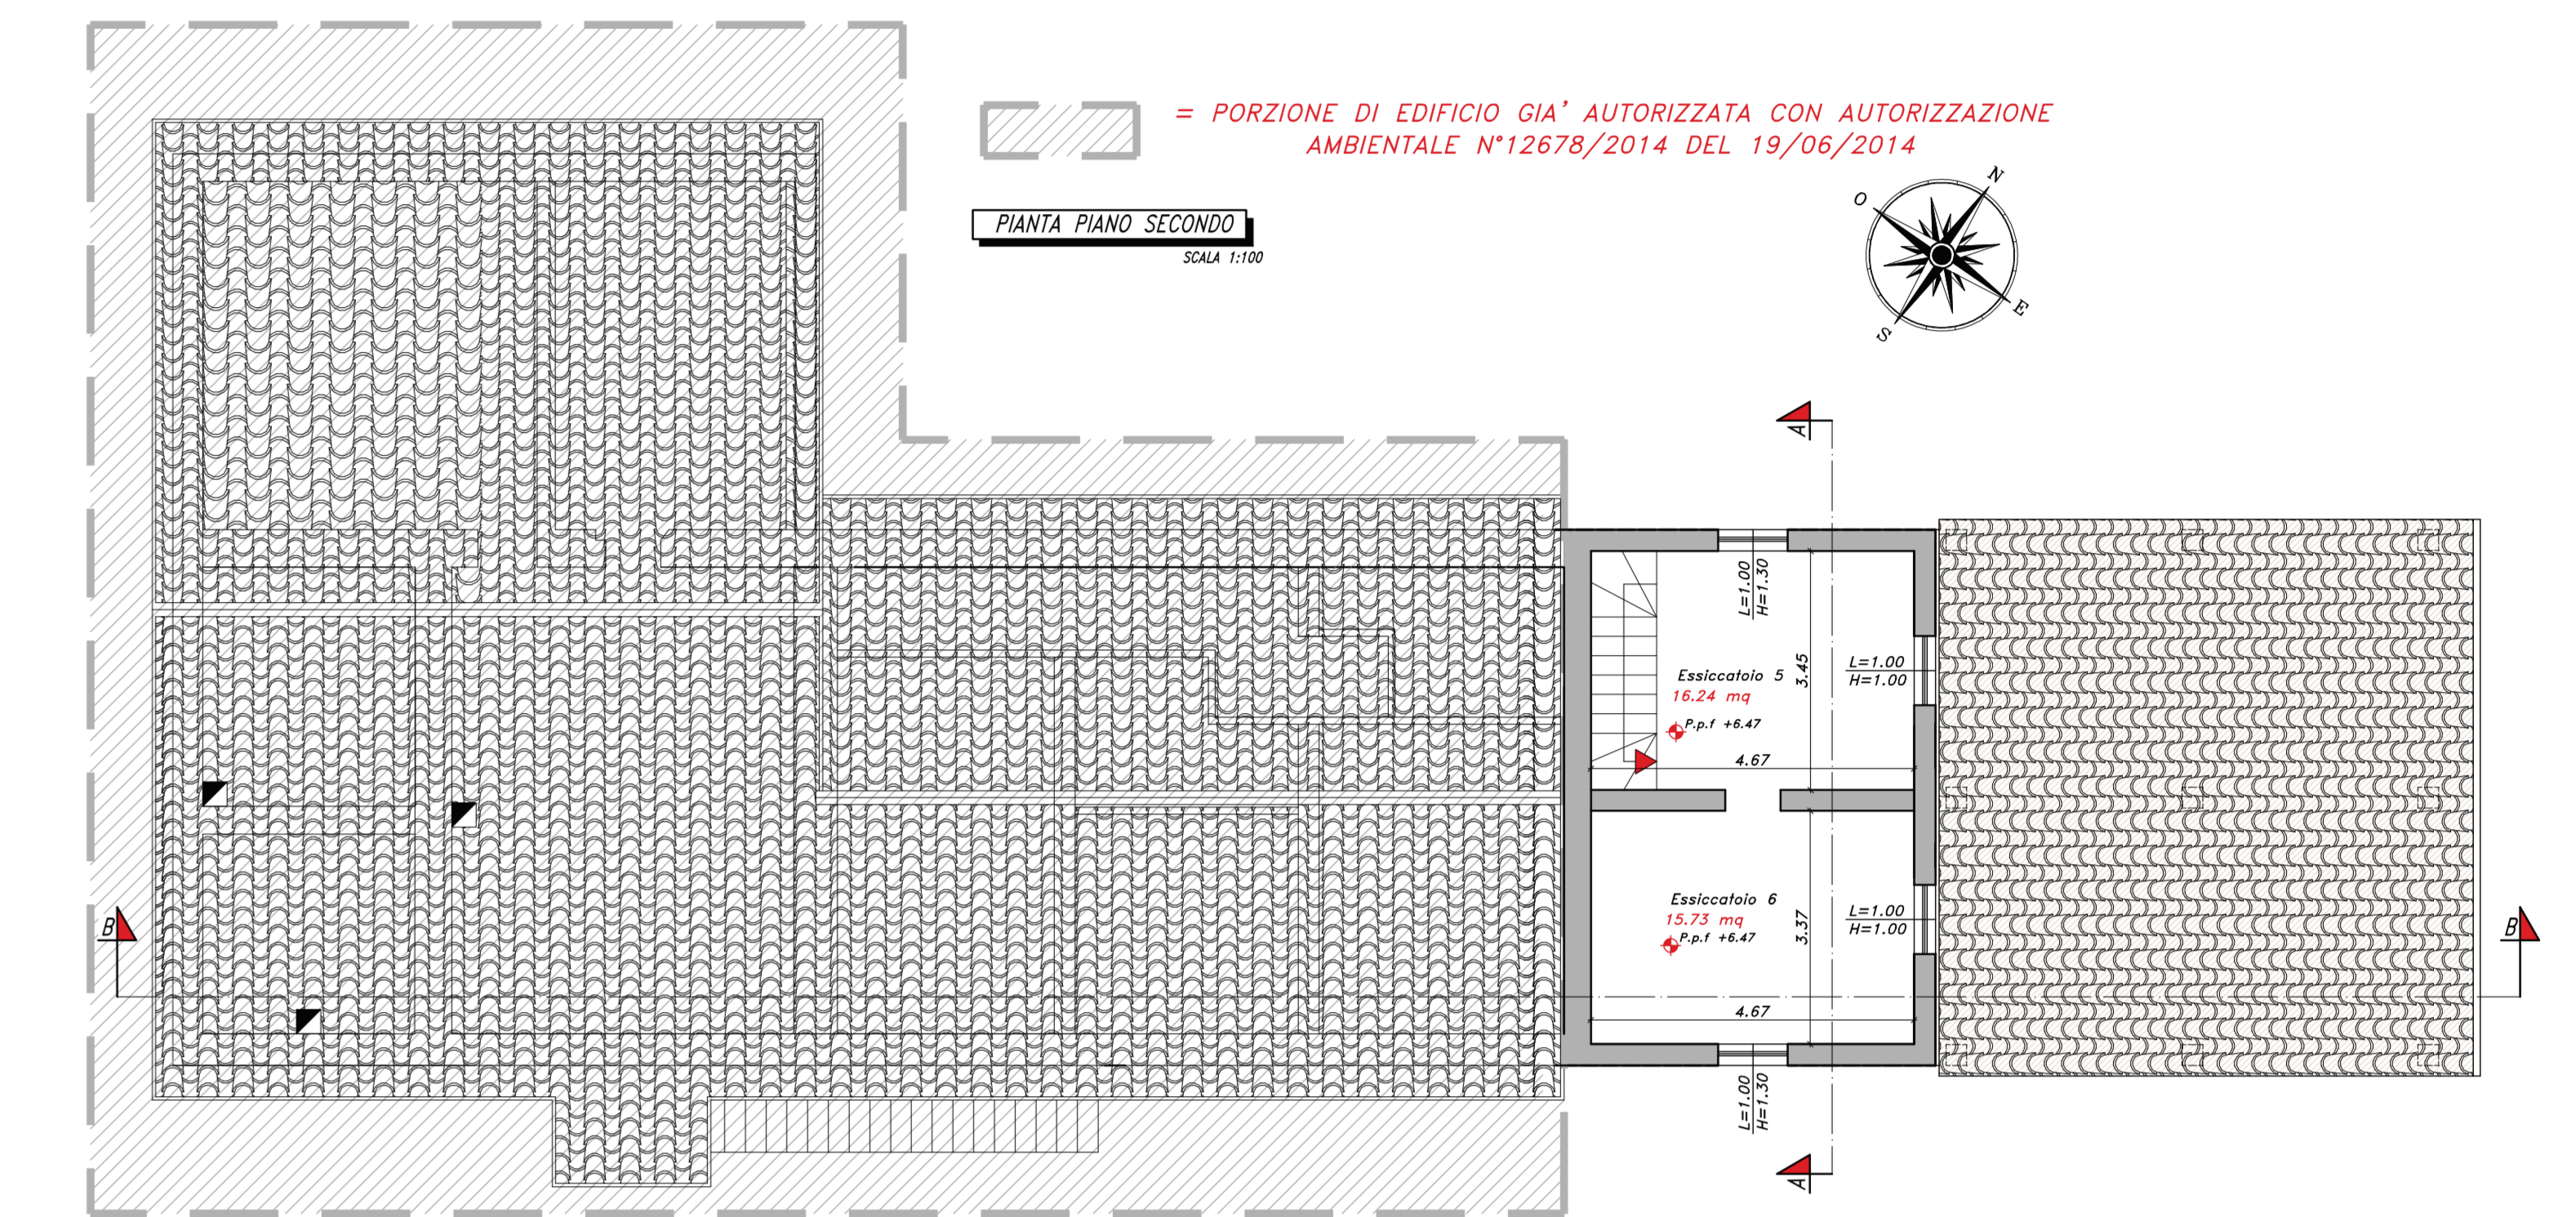 = PORZIONE DI EDIFICIO GIA' AUTORIZZATA CON AUTORIZZAZIONE
AMBIENTALE N°12678/2014 DEL 19/06/2014
PIANTA PIANO SECONDO
SCALA 1:100
N
O
E
S
A
L=1.00
H=1.30
Essiccatoio 5
16.24 mq
P.p.f +6.47
3.45
4.67
L=1.00
H=1.00
Essiccatoio 6
15.73 mq
P.p.f +6.47
3.37
4.67
L=1.00
H=1.00
B
B
L=1.00
H=1.30
A